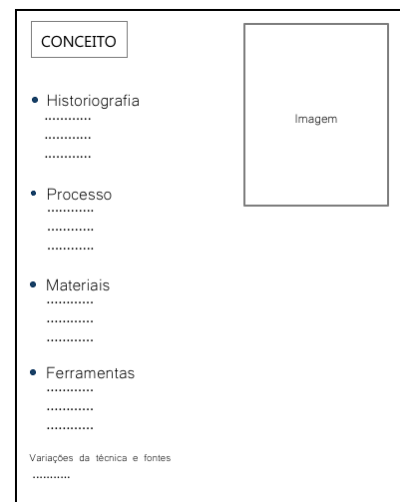 CONCEITO
Imagem
• Historiografia
............
............
............
• Processo
............
............
............
• Materiais
............
............
............
• Ferramentas
............
............
............
Variações da técnica e fontes
...........